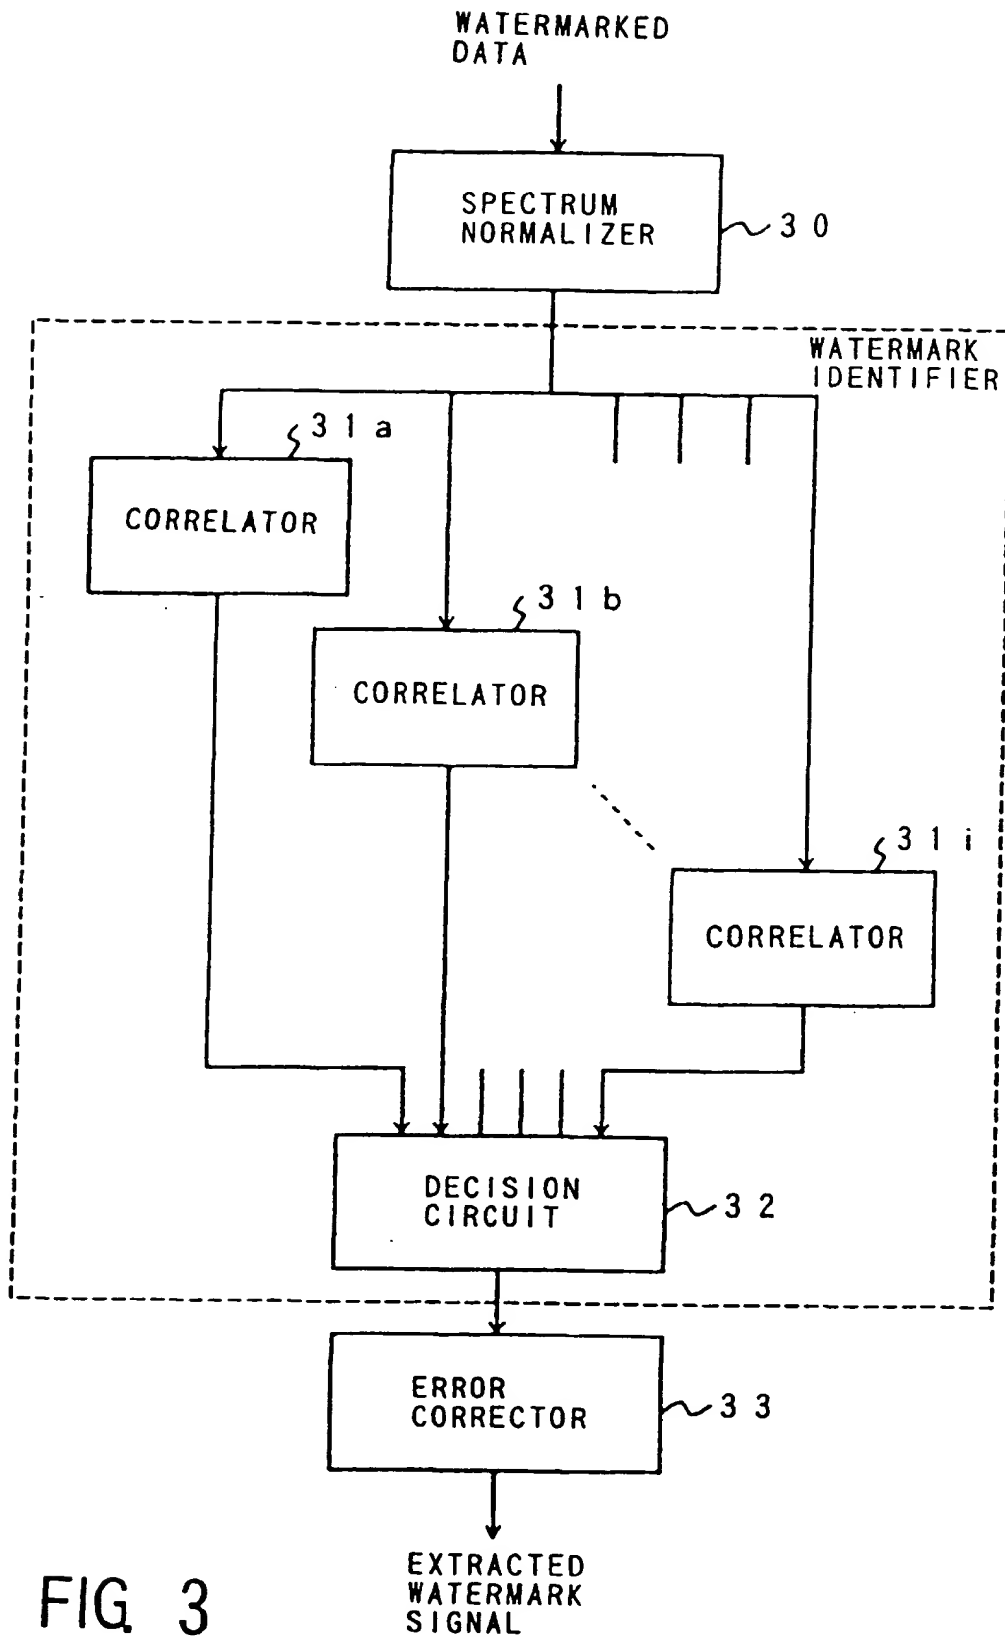 WATERMARKED
DATA
SPECTRUM
NORMALIZER
30
WATERMARK
IDENTIFIER
31a
CORRELATOR
31b
CORRELATOR
31i
CORRELATOR
DECISION
CIRCUIT
32
ERROR
CORRECTOR
33
EXTRACTED
WATERMARK
SIGNAL
FIG. 3